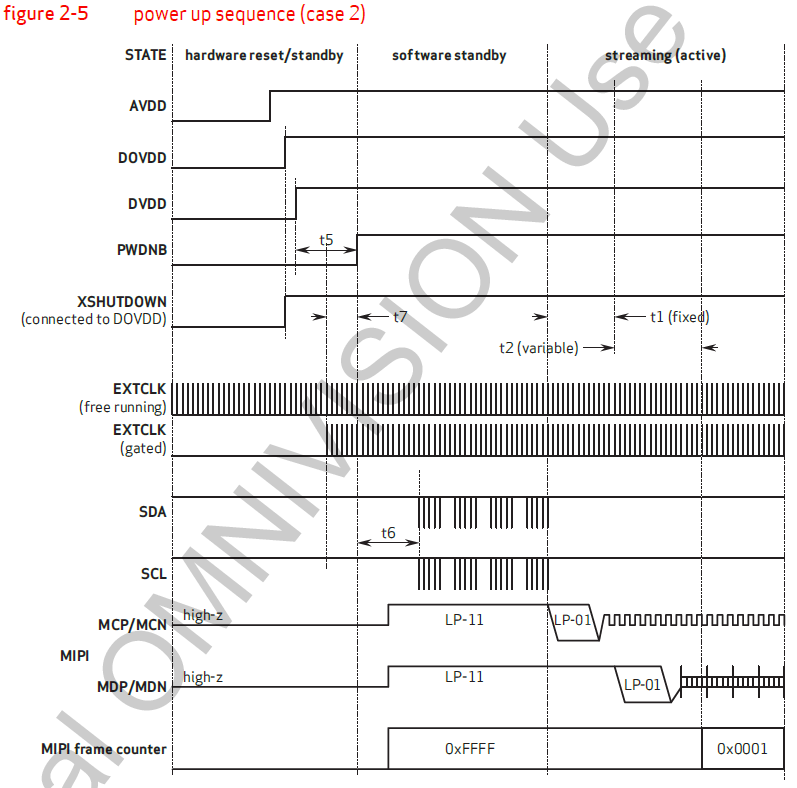 figure 2-5 power up sequence (case 2)
STATE hardware reset/standby software standby streaming (active)
AVDD
DOVDD
DVDD
t5
PWDNB
XSHUTDOWN
(connected to DOVDD) t7 t1 (fixed)
t2 (variable)
EXTCLK
(free running)
EXTCLK
(gated)
SDA
t6
SCL
high-z
MCP/MCN LP-11 LP-01
MIPI
high-z LP-11
MDP/MDN LP-01
MIPI frame counter 0xFFFF 0x0001
al OMNIVISION Use